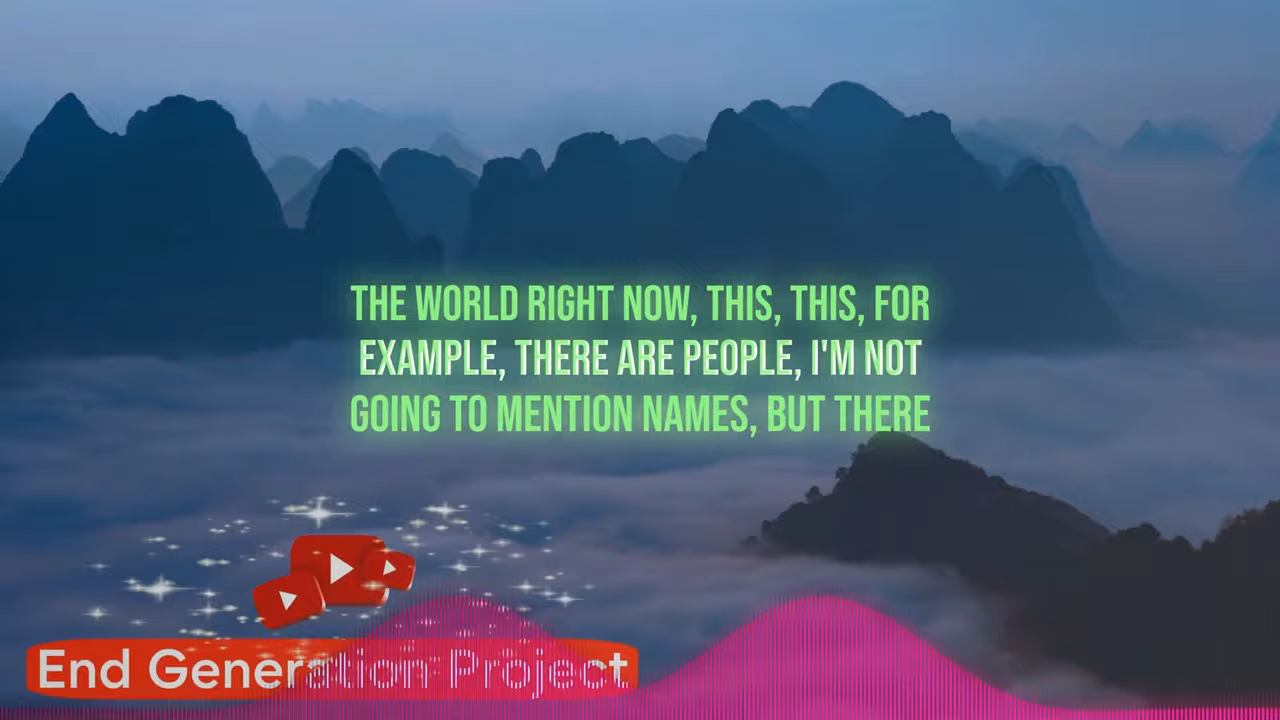 THE WORLD RIGHT NOW, THIS, THIS, FOR
EXAMPLE, THERE ARE PEOPLE, I'M NOT
GOING TO MENTION NAMES, BUT THERE
End Generation Project